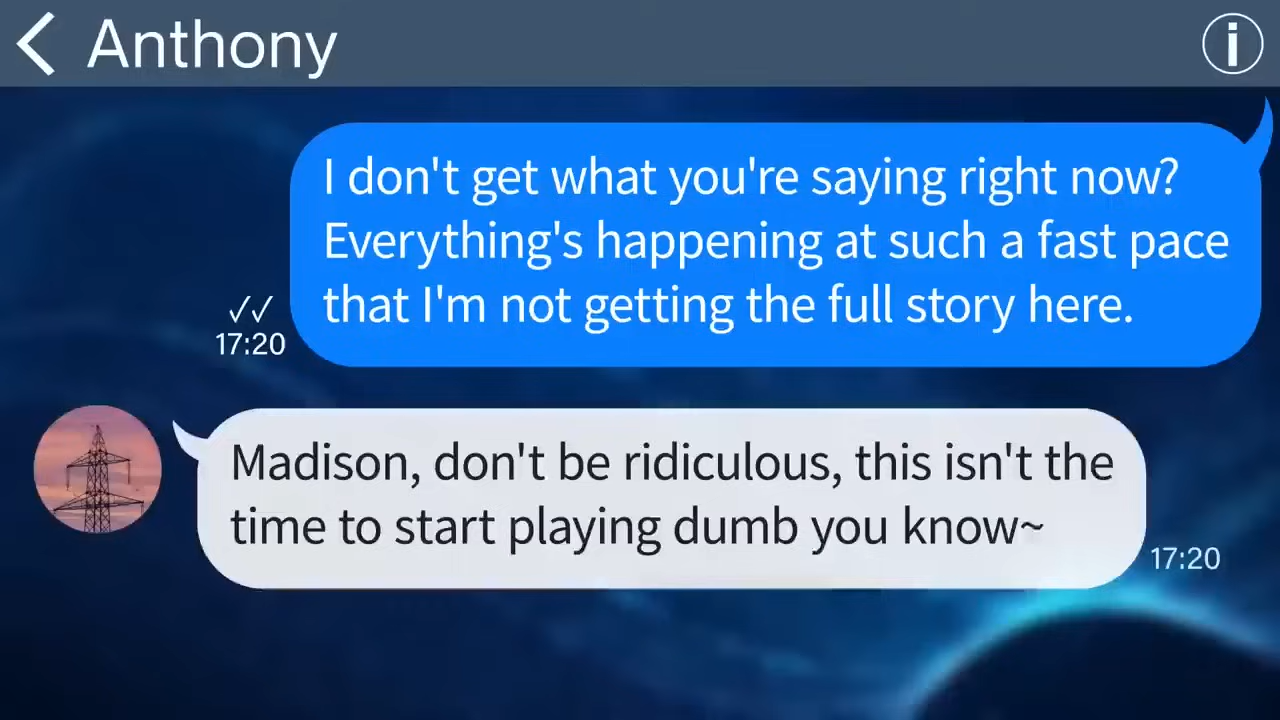 Anthony
I don't get what you're saying right now?
Everything's happening at such a fast pace
that I'm not getting the full story here.
17:20
Madison, don't be ridiculous, this isn't the
time to start playing dumb you know~
17:20